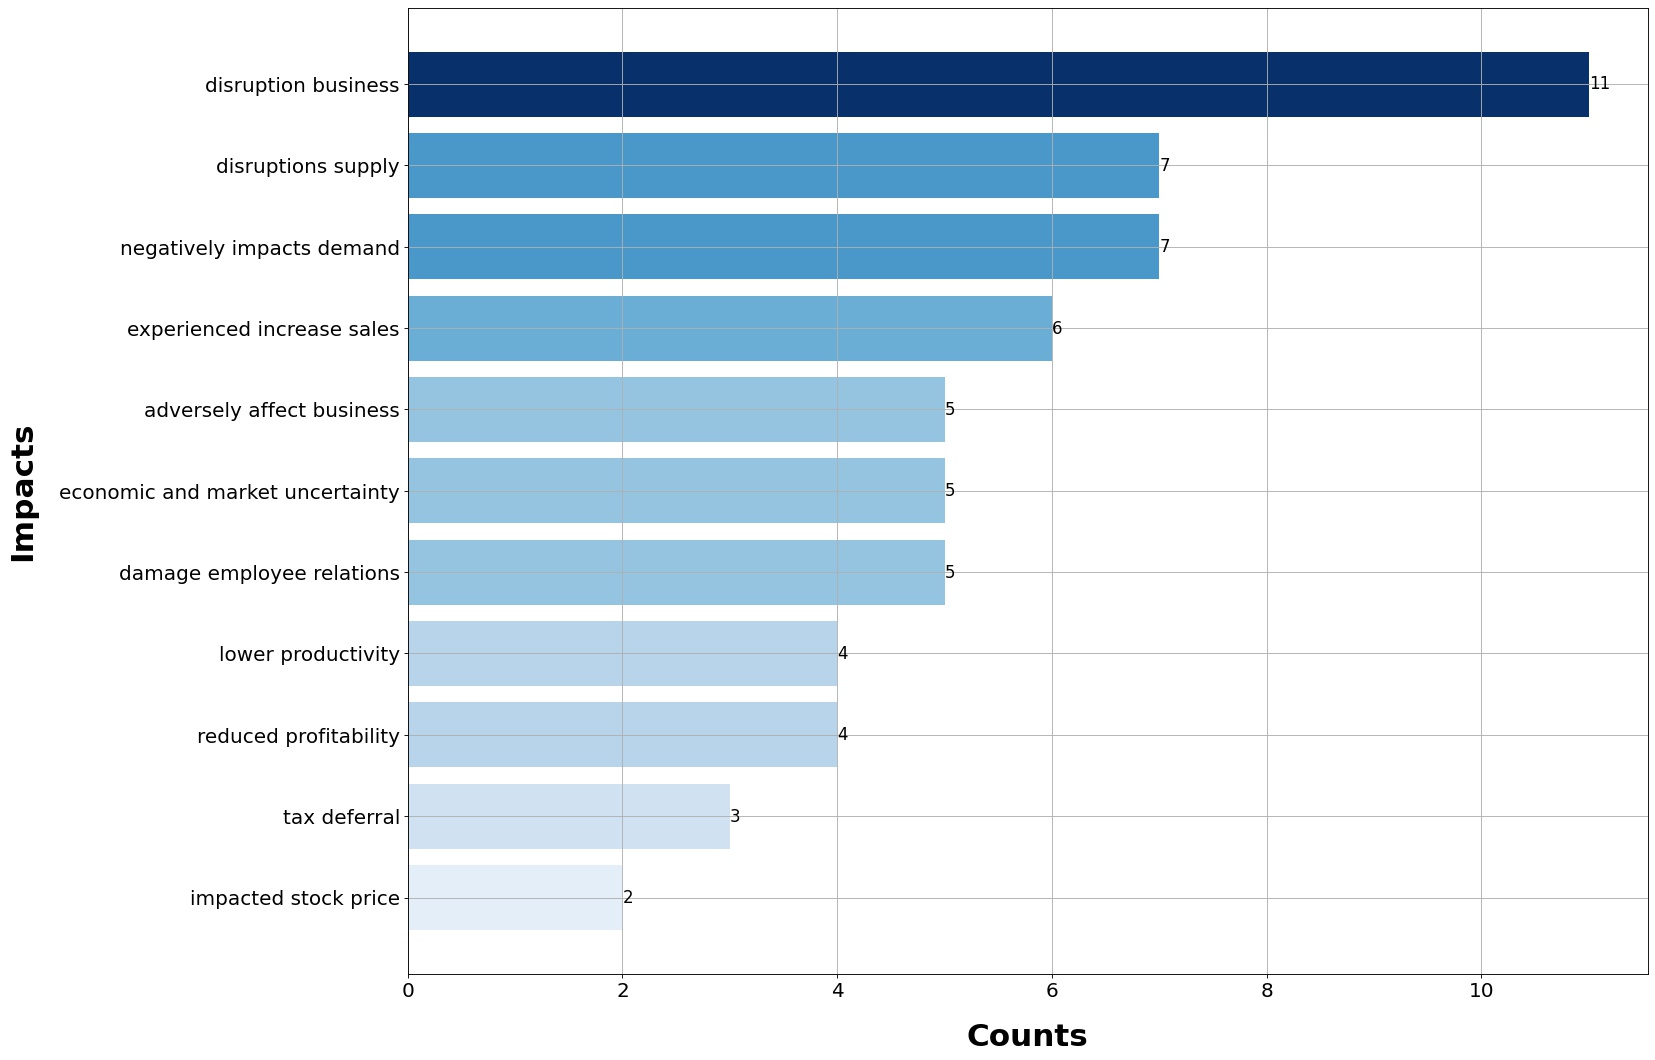 disruption business
11
disruptions supply
7
negatively impacts demand
7
experienced increase sales
6
adversely affect business
5
economic and market uncertainty
5
damage employee relations
5
lower productivity
4
reduced profitability
4
tax deferral
3
impacted stock price
2
Impacts
0 2 4 6 8 10
Counts